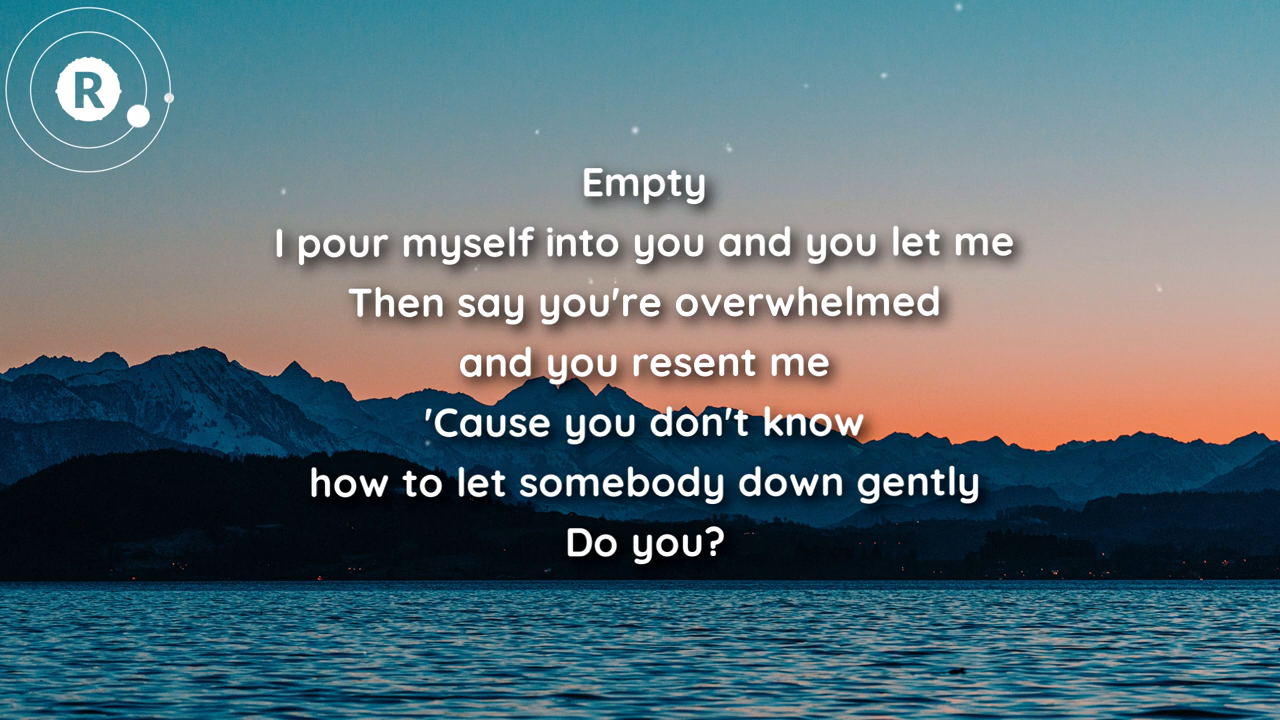 R
Empty
I pour myself into you and you let me
Then say you're overwhelmed
and you resent me
'Cause you don't know
how to let somebody down gently
Do you?